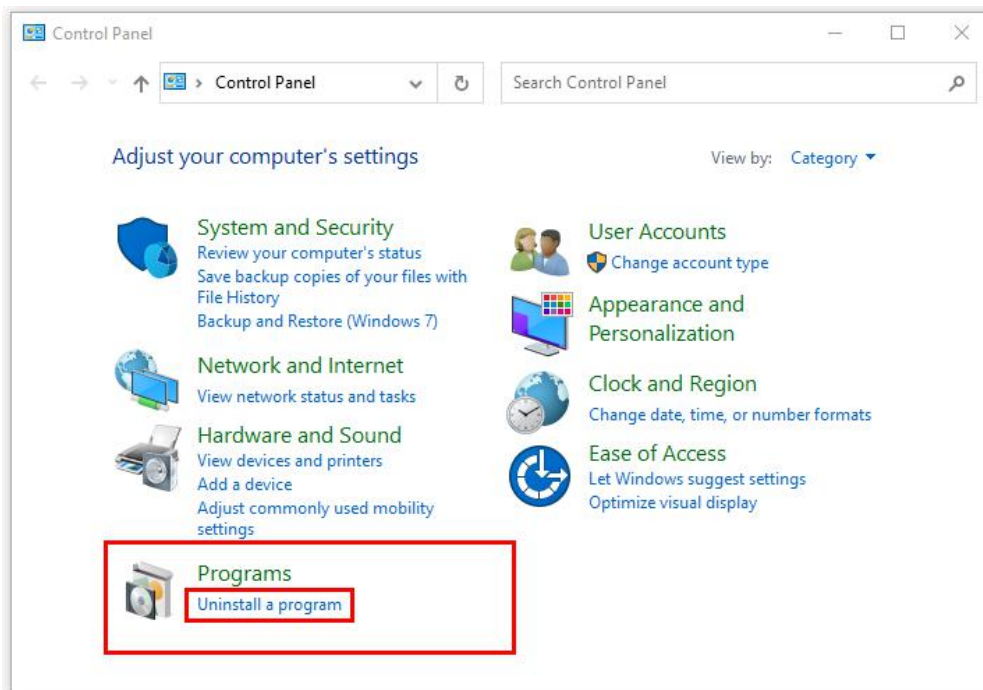 Control Panel
Control Panel
Search Control Panel
Adjust your computer's settings
View by: Category
System and Security
Review your computer's status
Save backup copies of your files with
File History
Backup and Restore (Windows 7)
Network and Internet
View network status and tasks
Hardware and Sound
View devices and printers
Add a device
Adjust commonly used mobility
settings
Programs
Uninstall a program
User Accounts
Change account type
Appearance and
Personalization
Clock and Region
Change date, time, or number formats
Ease of Access
Let Windows suggest settings
Optimize visual display